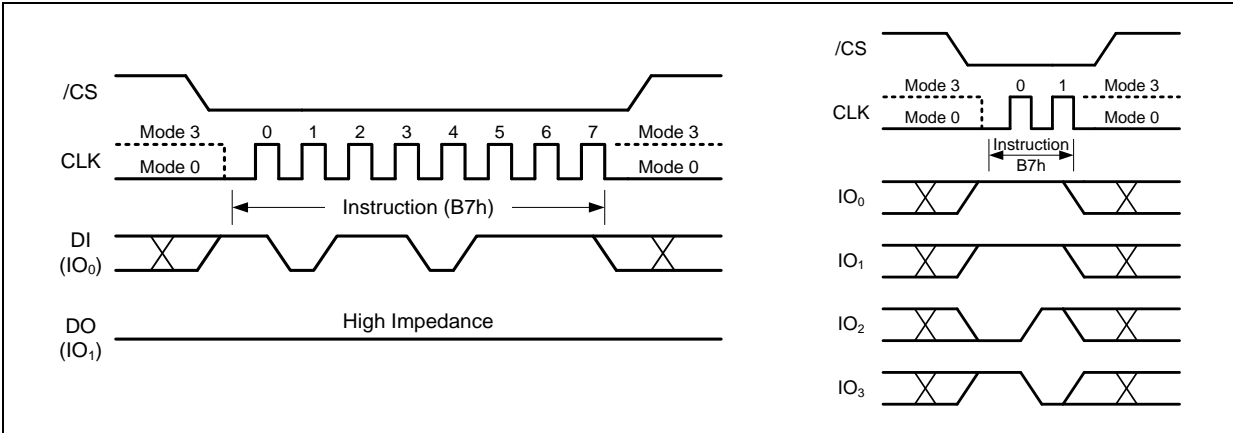 /CS
Mode 3 0 1 2 3 4 5 6 7 Mode 3
CLK
Mode 0 Mode 0
Instruction (B7h)
DI
(IO₀)
High Impedance
DO
(IO₁)
/CS
Mode 3 0 1 Mode 3
CLK
Mode 0 Mode 0
Instruction
B7h
IO₀
IO₁
IO₂
IO₃